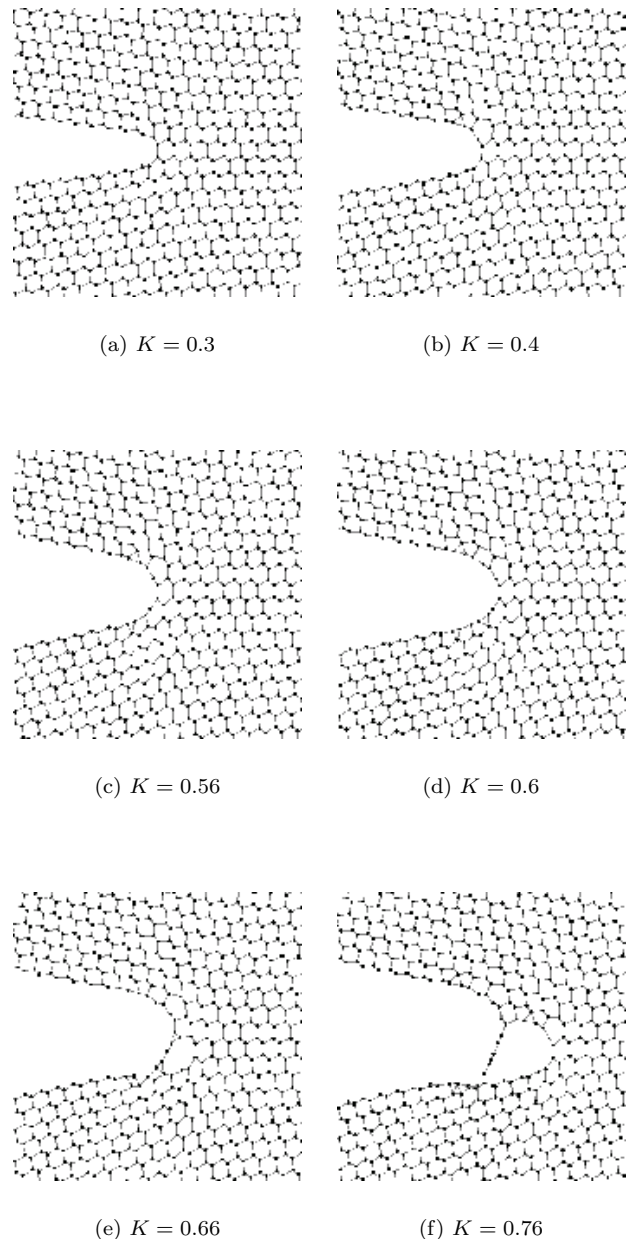 (a) K = 0.3
(b) K = 0.4
(c) K = 0.56
(d) K = 0.6
(e) K = 0.66
(f) K = 0.76